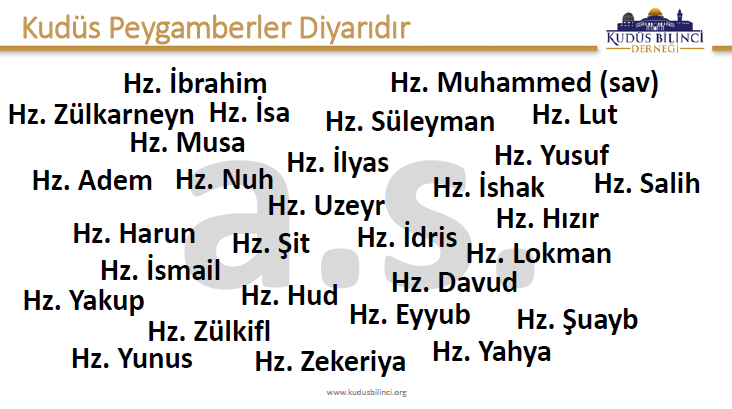 Kudüs Peygamberler Diyarıdır
KUDÜS BİLİNCİ
DERNEĞİ
Hz. İbrahim
Hz. Muhammed (sav)
Hz. Zülkarneyn
Hz. İsa
Hz. Süleyman
Hz. Lut
Hz. Musa
Hz. İlyas
Hz. Yusuf
Hz. Adem
Hz. Nuh
Hz. İshak
Hz. Salih
Hz. Uzeyr
Hz. Hızır
Hz. Harun
Hz. Şit
Hz. İdris
Hz. Lokman
a.s.
Hz. İsmail
Hz. Davud
Hz. Yakup
Hz. Hud
Hz. Eyyub
Hz. Şuayb
Hz. Zülkifl
Hz. Yunus
Hz. Zekeriya
Hz. Yahya
www.kudusbilinci.org